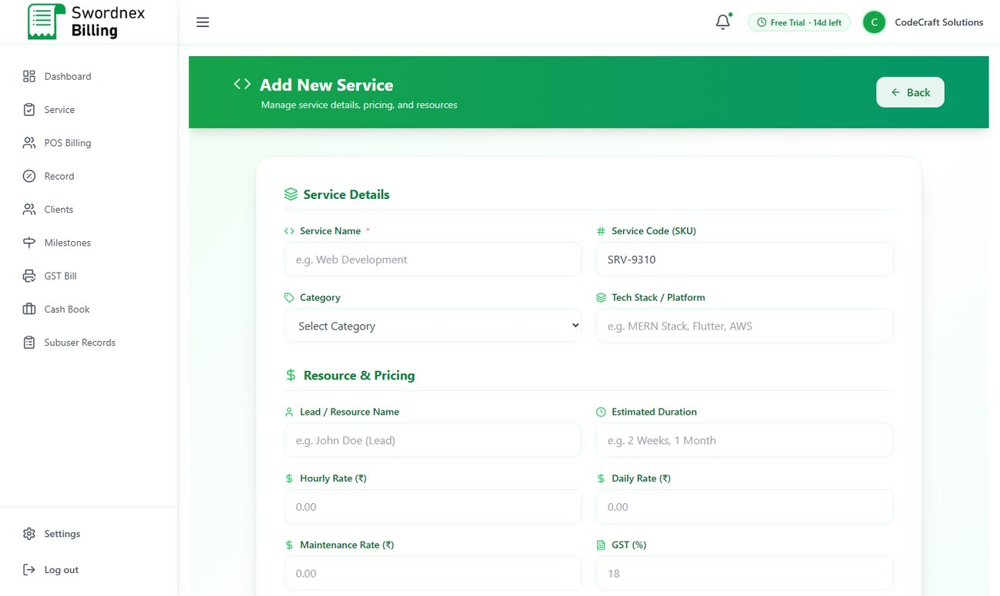 Swordnex
Billing
Free Trial · 14d left
C
CodeCraft Solutions
Dashboard
Service
POS Billing
Record
Clients
Milestones
GST Bill
Cash Book
Subuser Records
Settings
Log out
Add New Service
Manage service details, pricing, and resources
← Back
Service Details
Service Name *
Service Code (SKU)
e.g. Web Development
SRV-9310
Category
Tech Stack / Platform
Select Category
e.g. MERN Stack, Flutter, AWS
Resource & Pricing
Lead / Resource Name
Estimated Duration
e.g. John Doe (Lead)
e.g. 2 Weeks, 1 Month
Hourly Rate (₹)
Daily Rate (₹)
0.00
0.00
Maintenance Rate (₹)
GST (%)
0.00
18